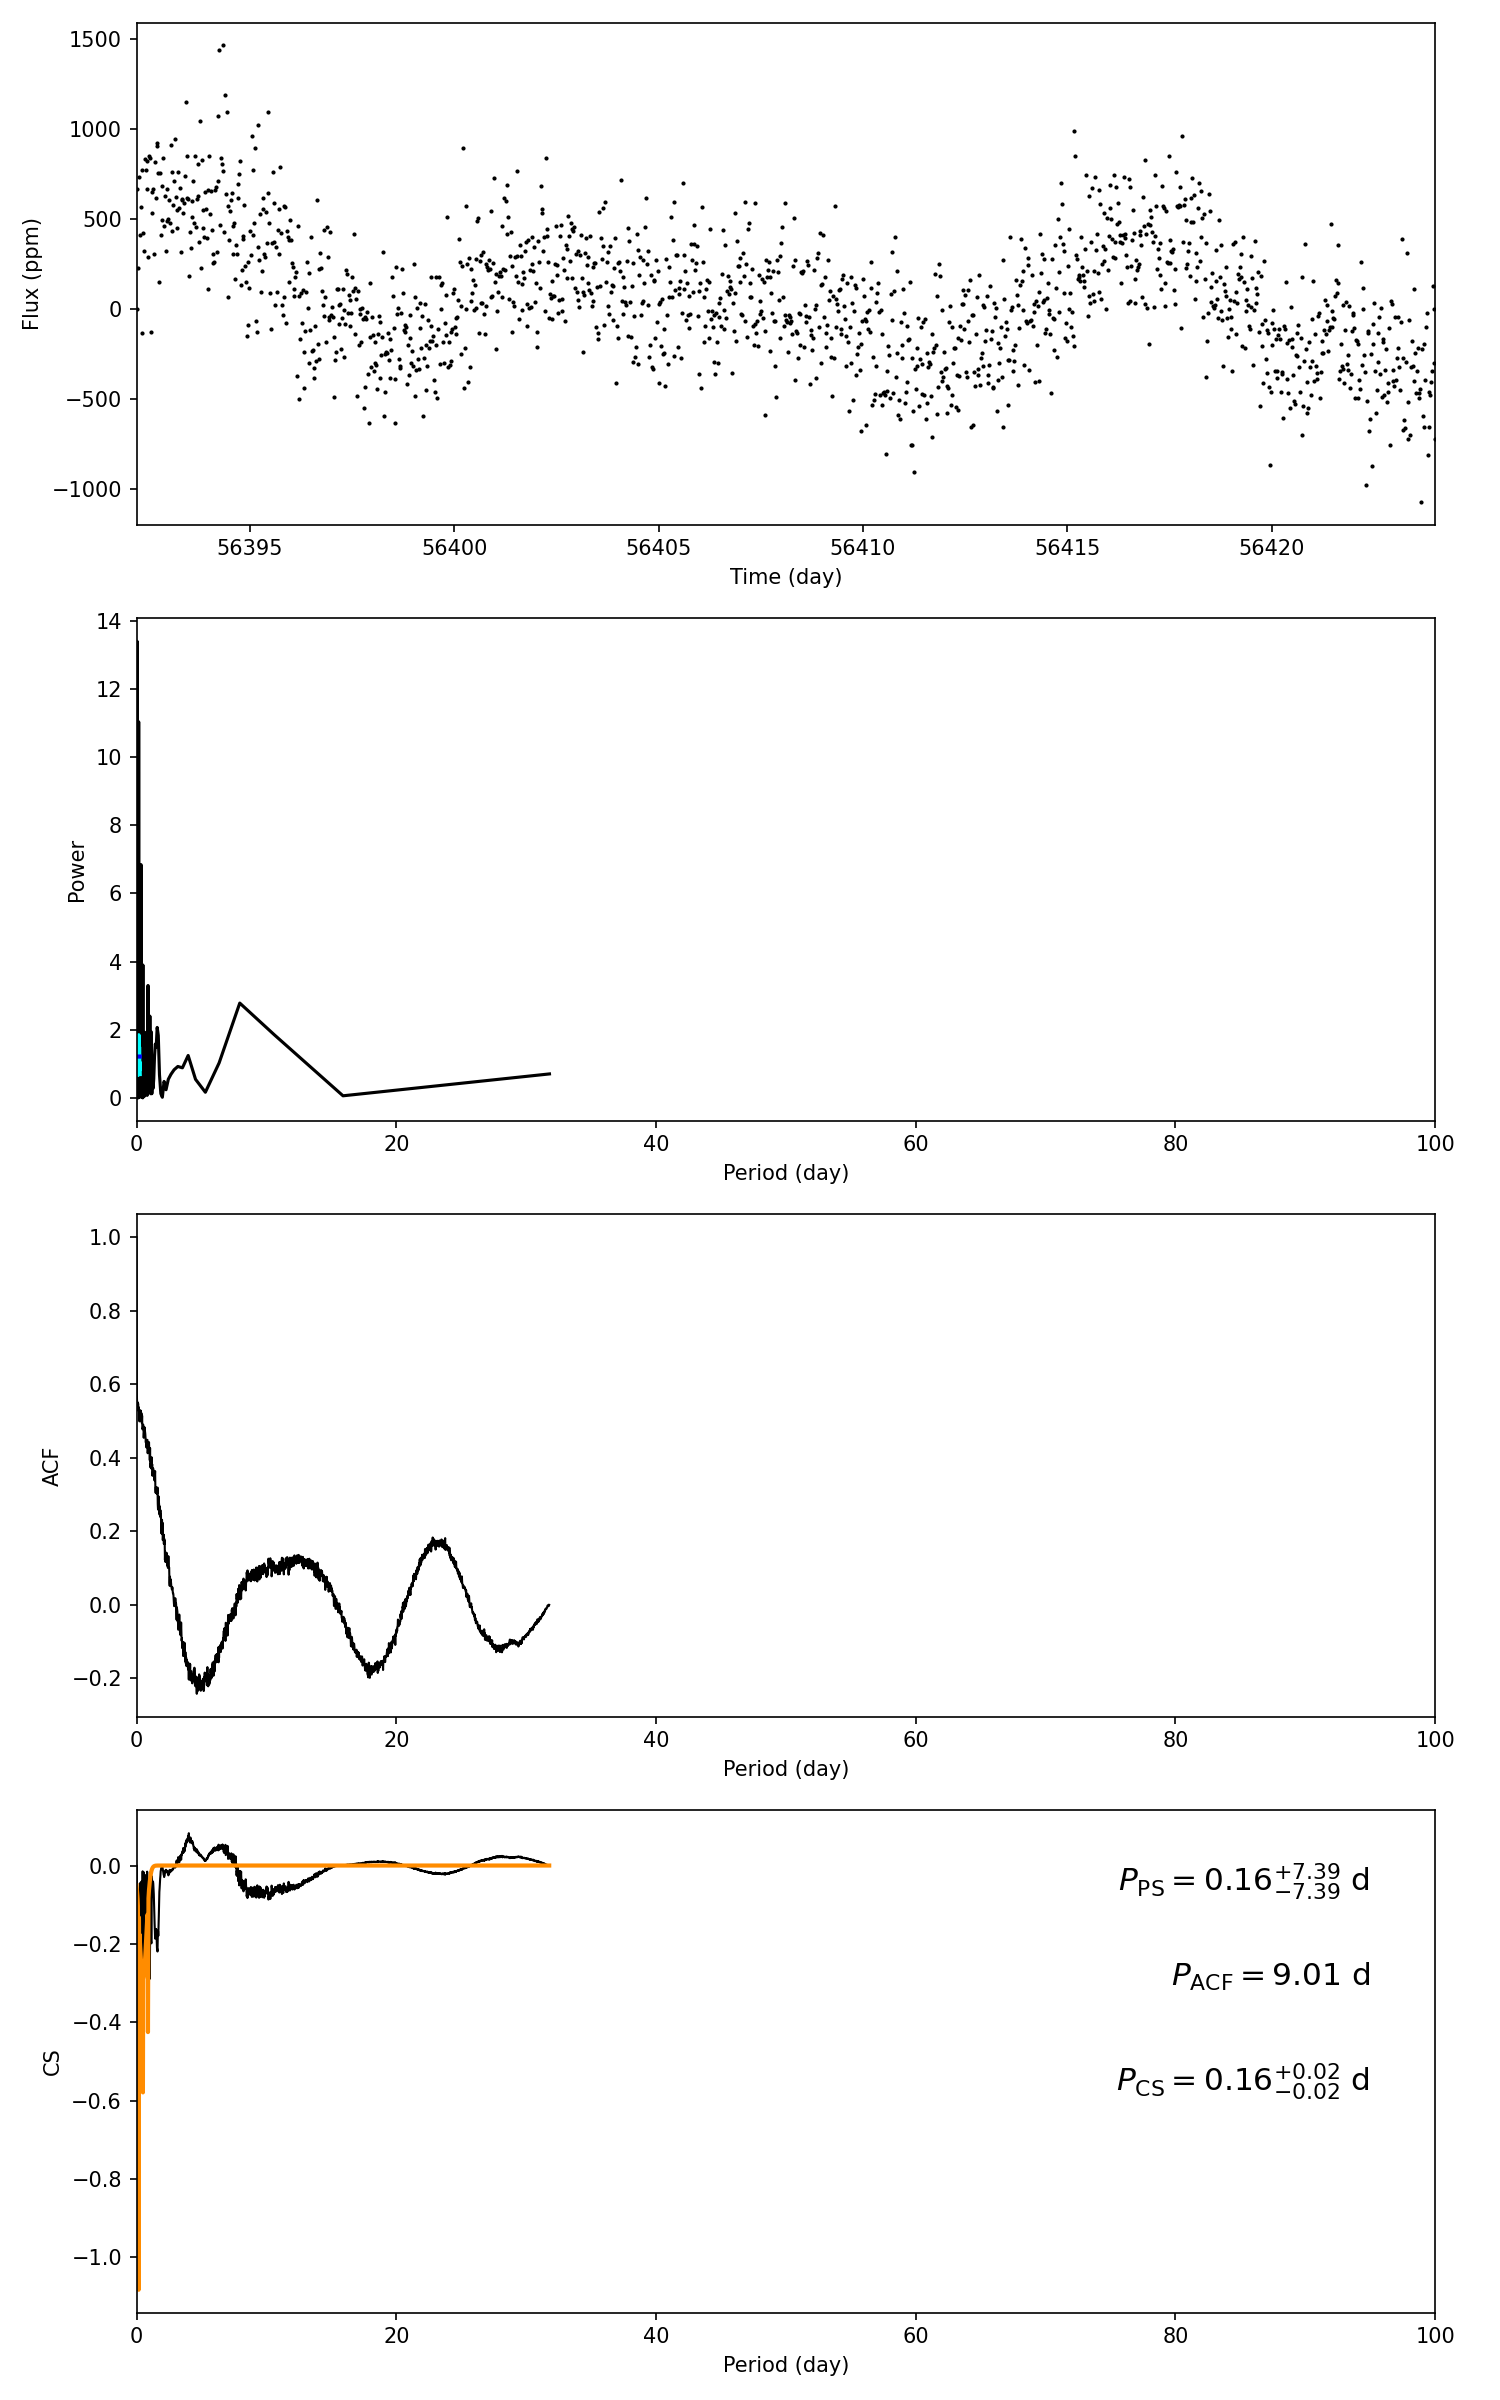 1500
1000
500
0
−500
−1000
Flux (ppm)
56395 56400 56405 56410 56415 56420
Time (day)
14
12
10
8
6
4
2
0
Power
0 20 40 60 80 100
Period (day)
1.0
0.8
0.6
0.4
0.2
0.0
−0.2
ACF
0 20 40 60 80 100
Period (day)
0.0
−0.2
−0.4
−0.6
−0.8
−1.0
CS
P_PS = 0.16^{+7.39}_{−7.39} d
P_ACF = 9.01 d
P_CS = 0.16^{+0.02}_{−0.02} d
0 20 40 60 80 100
Period (day)